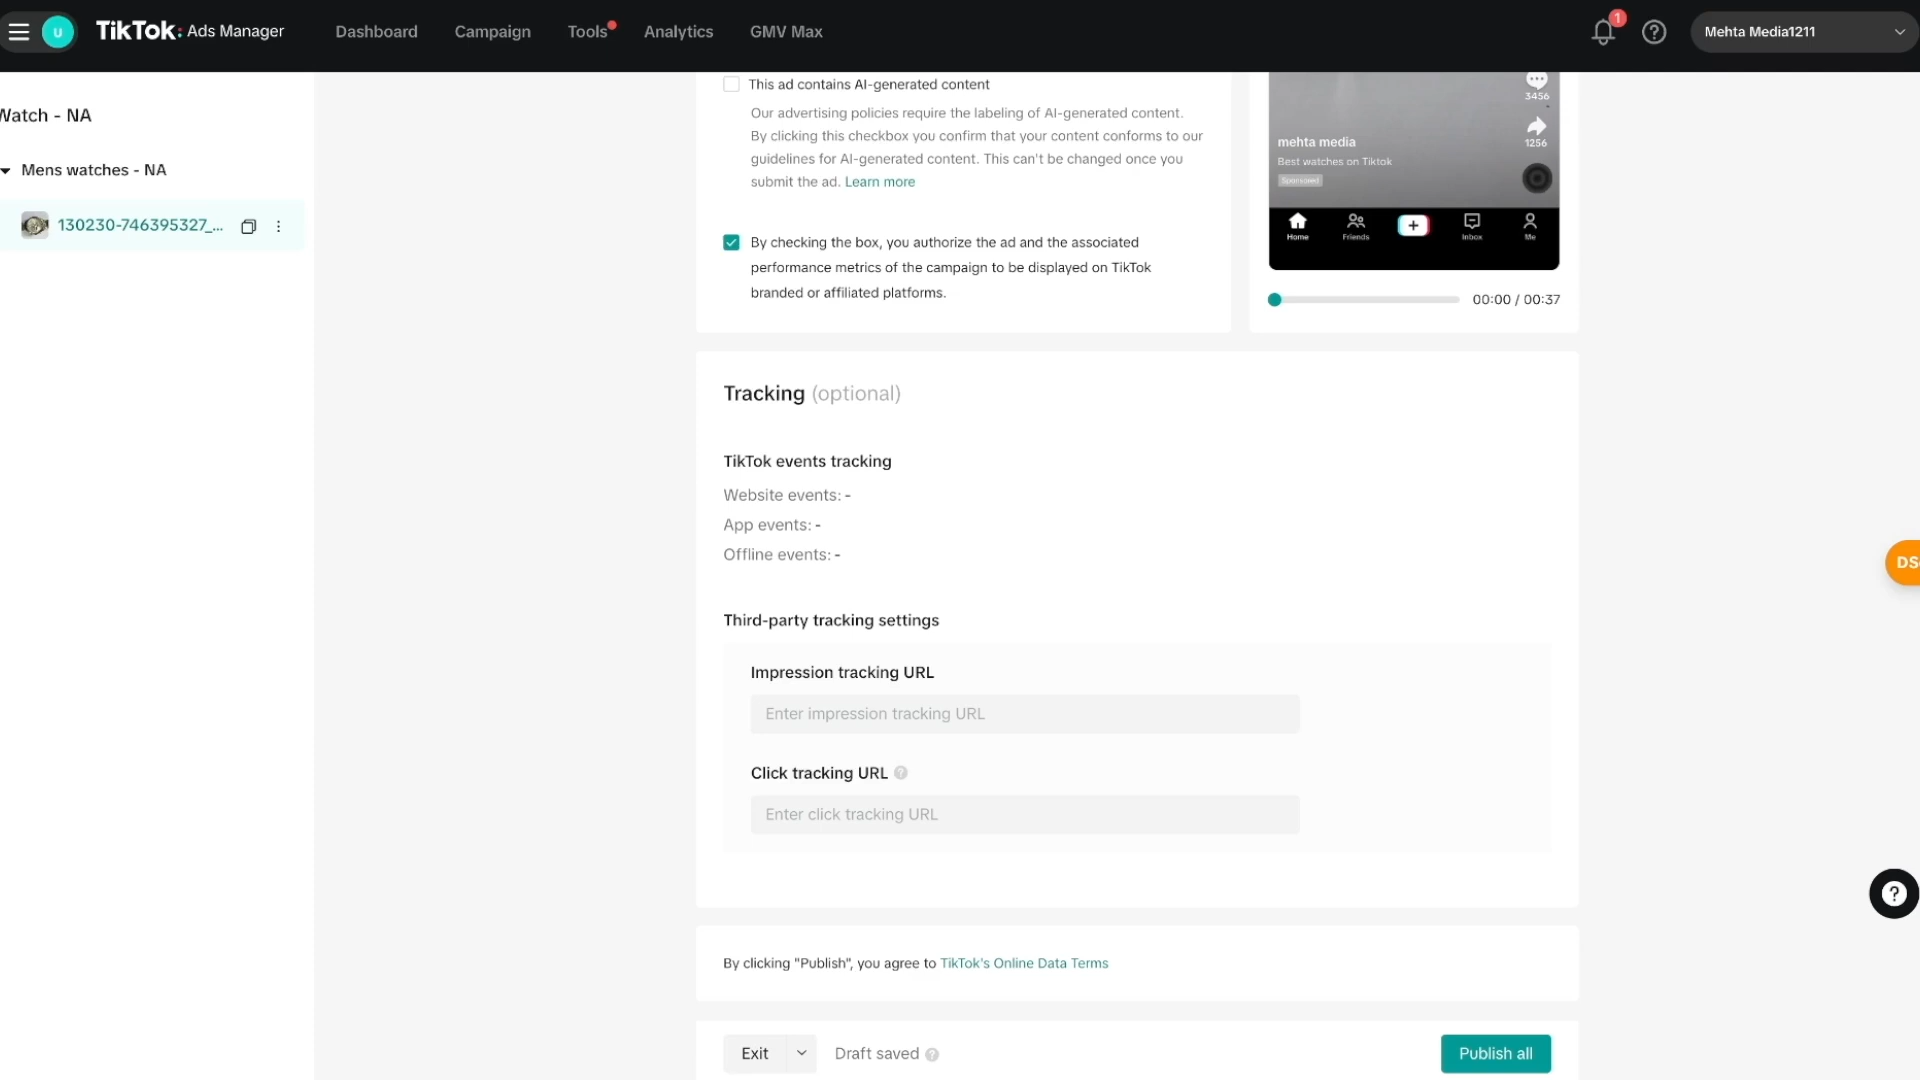 U
TikTok: Ads Manager
Dashboard
Campaign
Tools
Analytics
GMV Max
1
Mehta Media1211
Watch - NA
Mens watches - NA
130230-746395327_...
This ad contains AI-generated content
Our advertising policies require the labeling of AI-generated content.
By clicking this checkbox you confirm that your content conforms to our
guidelines for AI-generated content. This can't be changed once you
submit the ad. Learn more
By checking the box, you authorize the ad and the associated
performance metrics of the campaign to be displayed on TikTok
branded or affiliated platforms.
3456
1256
mehta media
Best watches on Tiktok
Sponsored
Home
Friends
Inbox
Me
00:00 / 00:37
Tracking (optional)
TikTok events tracking
Website events: -
App events: -
Offline events: -
Third-party tracking settings
Impression tracking URL
Enter impression tracking URL
Click tracking URL
Enter click tracking URL
By clicking "Publish", you agree to TikTok's Online Data Terms
Exit
Draft saved
Publish all